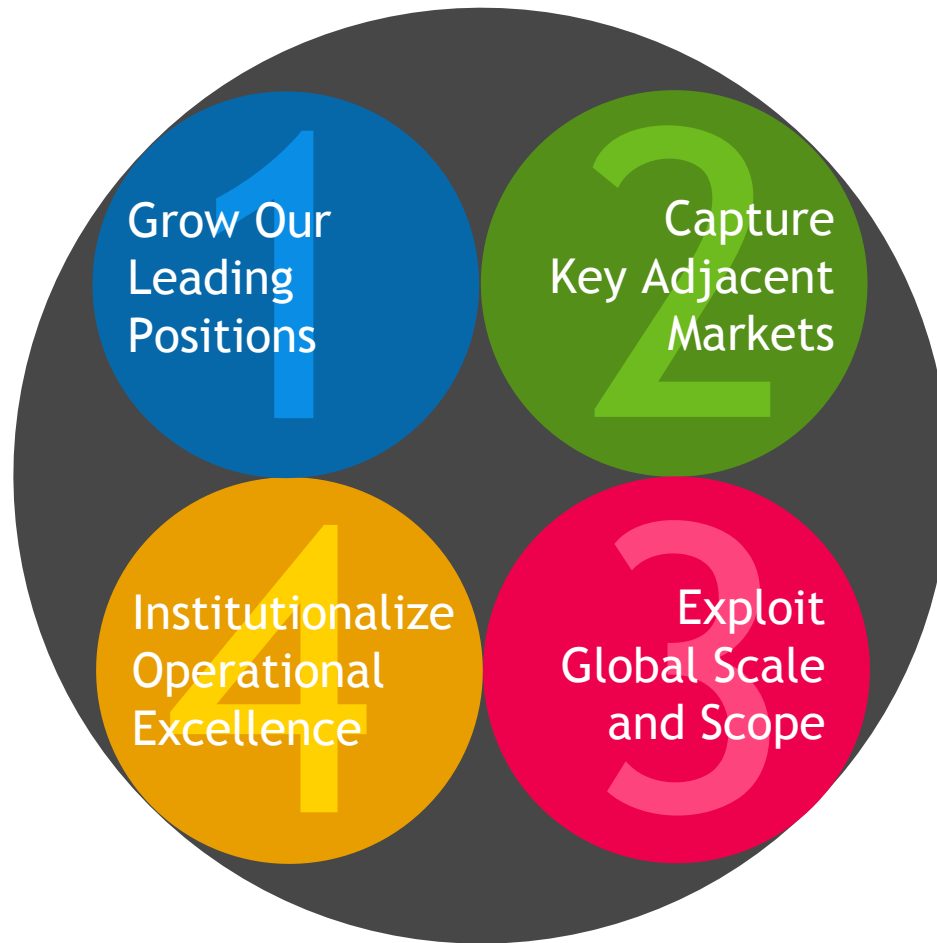 1
Grow Our
Leading
Positions
2
Capture
Key Adjacent
Markets
3
Exploit
Global Scale
and Scope
4
Institutionalize
Operational
Excellence